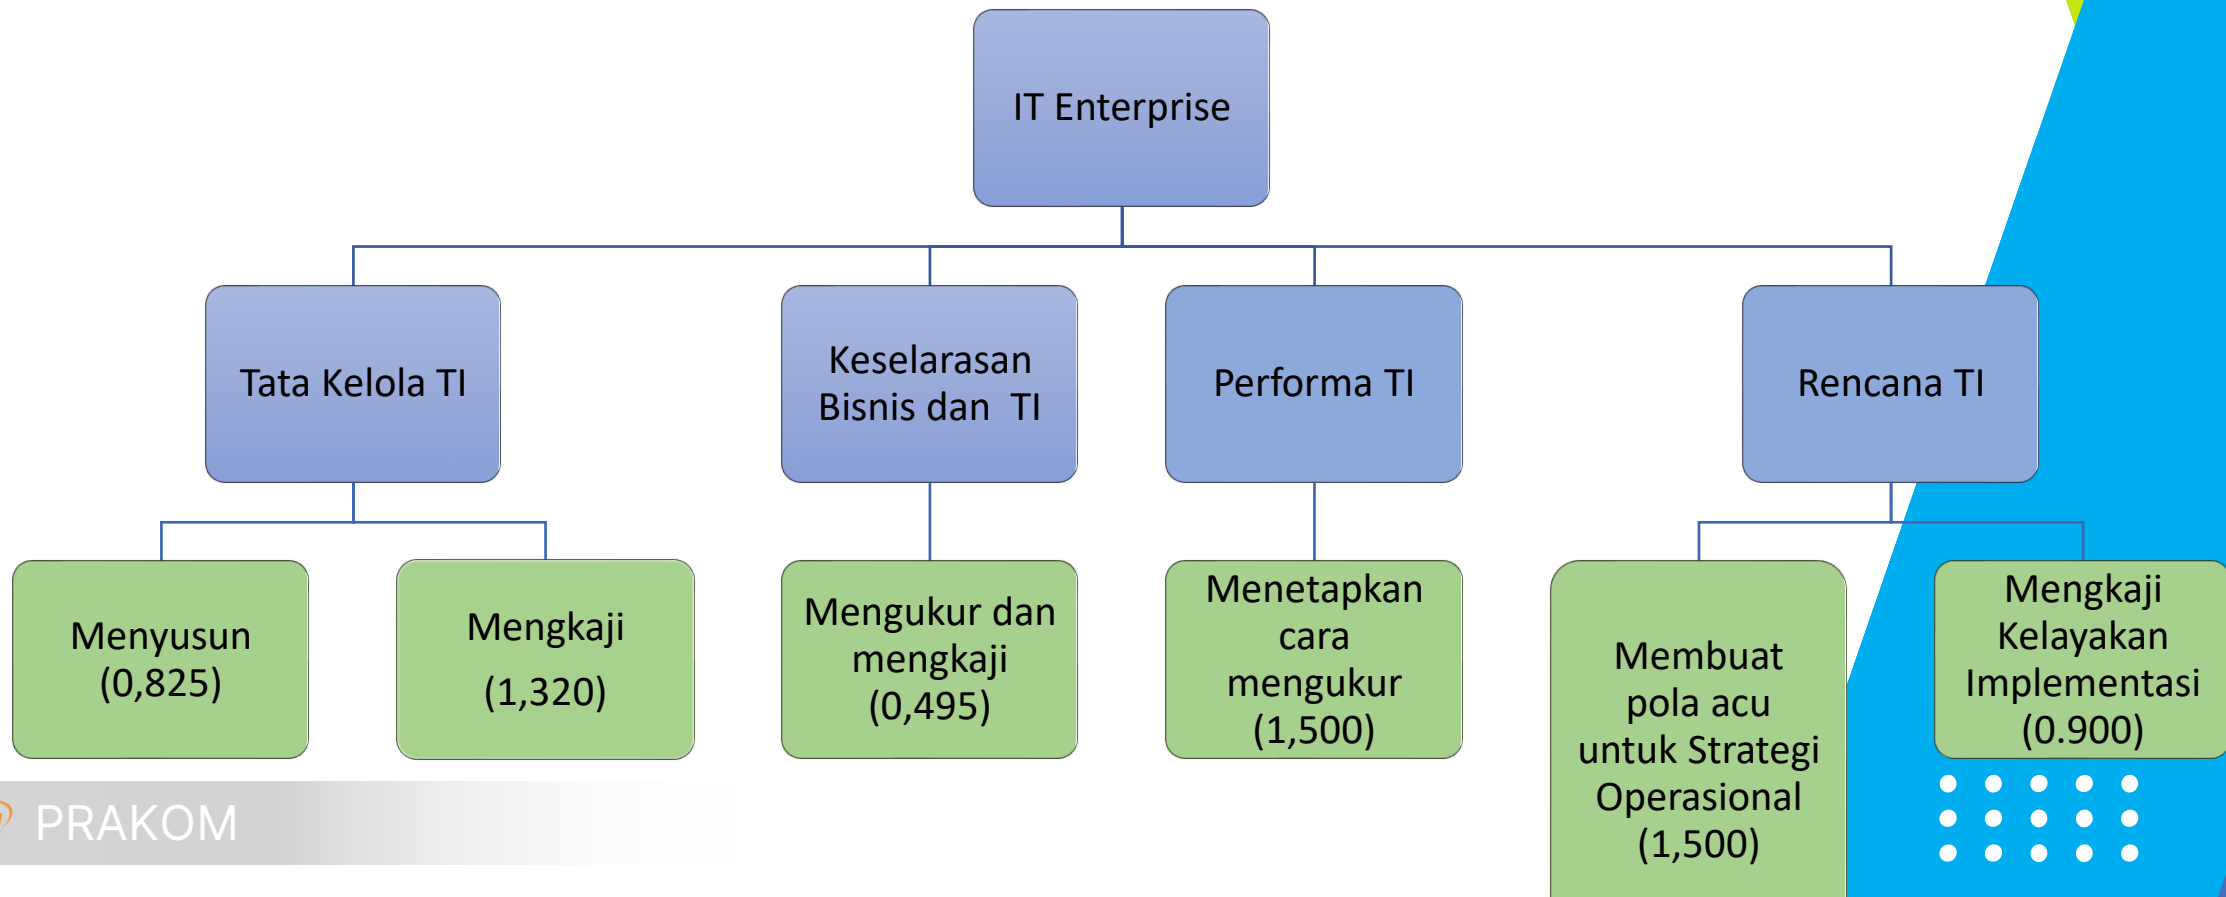 IT Enterprise
Tata Kelola TI
Keselarasan
Bisnis dan TI
Performa TI
Rencana TI
Menyusun
(0,825)
Mengkaji
(1,320)
Mengukur dan
mengkaji
(0,495)
Menetapkan
cara
mengukur
(1,500)
Membuat
pola acu
untuk Strategi
Operasional
(1,500)
Mengkaji
Kelayakan
Implementasi
(0.900)
PRAKOM